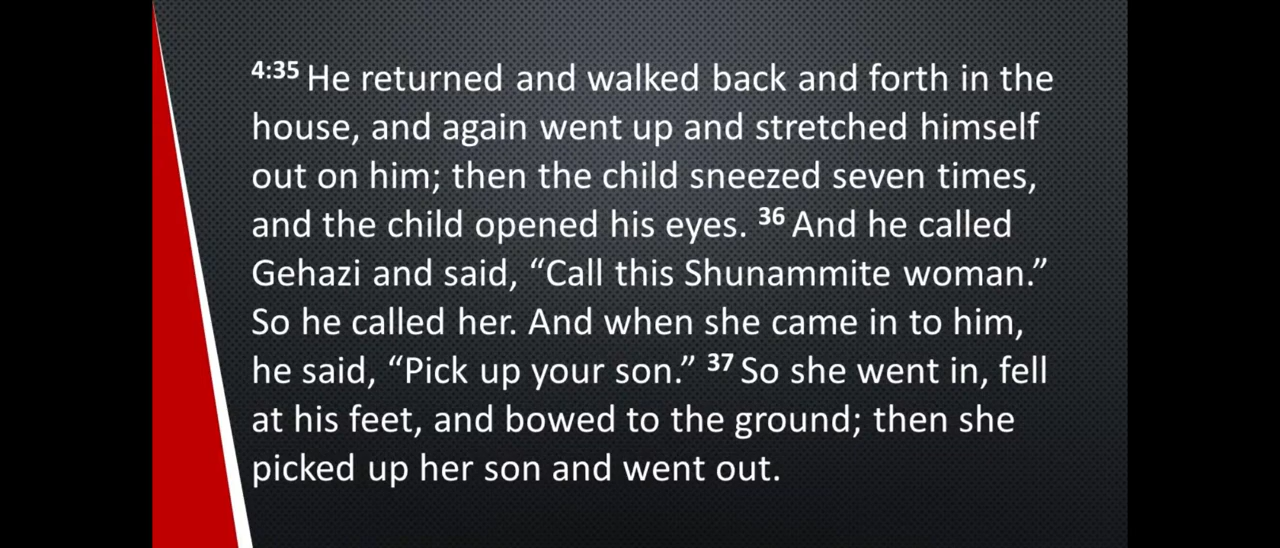 4:35 He returned and walked back and forth in the
house, and again went up and stretched himself
out on him; then the child sneezed seven times,
and the child opened his eyes. 36 And he called
Gehazi and said, “Call this Shunammite woman.”
So he called her. And when she came in to him,
he said, “Pick up your son.” 37 So she went in, fell
at his feet, and bowed to the ground; then she
picked up her son and went out.